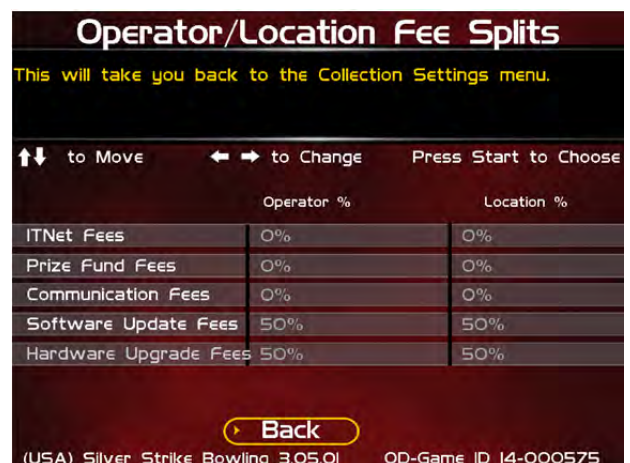 Operator/Location Fee Splits
This will take you back to the Collection Settings menu.
to Move to Change Press Start to Choose
Operator % Location %
ITNet Fees 0% 0%
Prize Fund Fees 0% 0%
Communication Fees 0% 0%
Software Update Fees 50% 50%
Hardware Upgrade Fees 50% 50%
Back
(USA) Silver Strike Bowling 3.05.01 OD-Game ID 14-000575